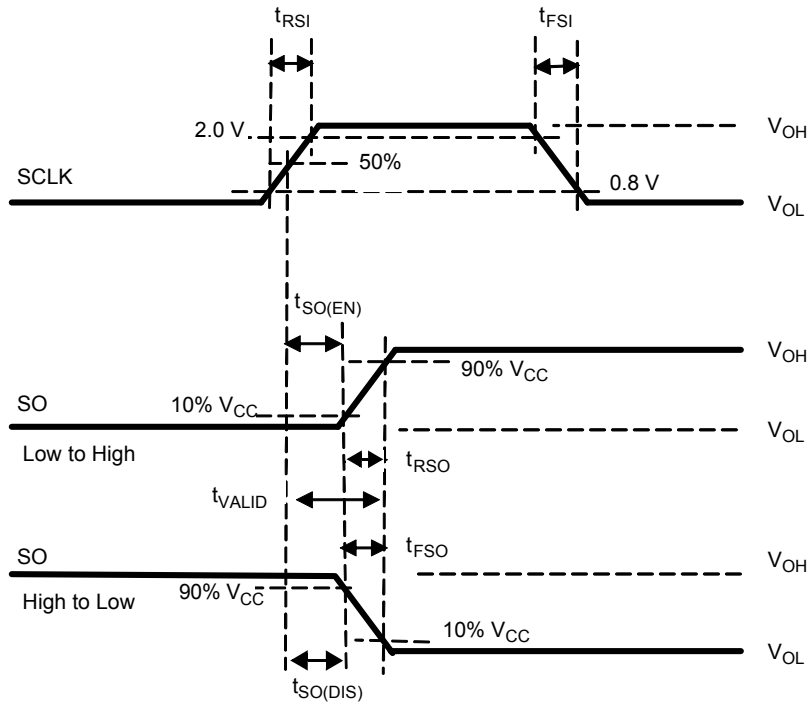 tRSI
tFSI
2.0 V
VOH
50%
SCLK
0.8 V
VOL
tSO(EN)
VOH
90% VCC
SO
10% VCC
VOL
Low to High
tRSO
tVALID
tFSO
SO
VOH
High to Low
90% VCC
10% VCC
VOL
tSO(DIS)